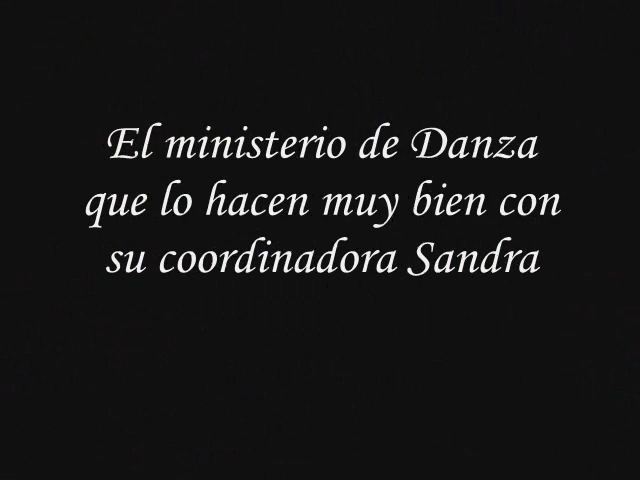 El ministerio de Danza
que lo hacen muy bien con
su coordinadora Sandra